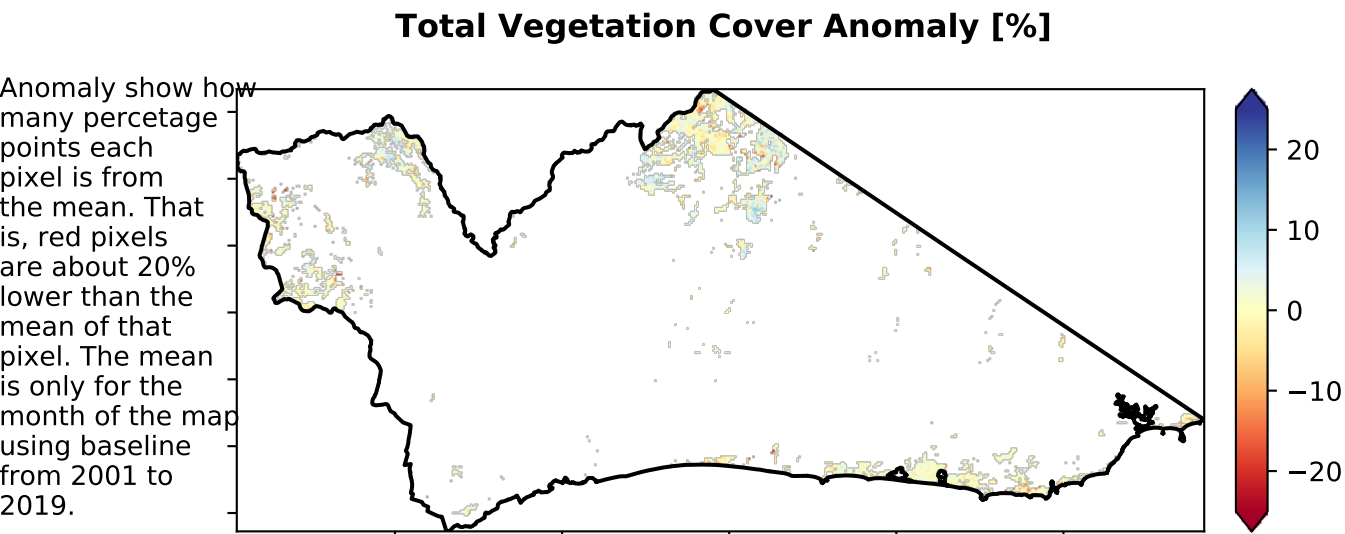 Total Vegetation Cover Anomaly [%]
Anomaly show how
many percetage
points each
pixel is from
the mean. That
is, red pixels
are about 20%
lower than the
mean of that
pixel. The mean
is only for the
month of the map
using baseline
from 2001 to
2019.
20
10
0
−10
−20